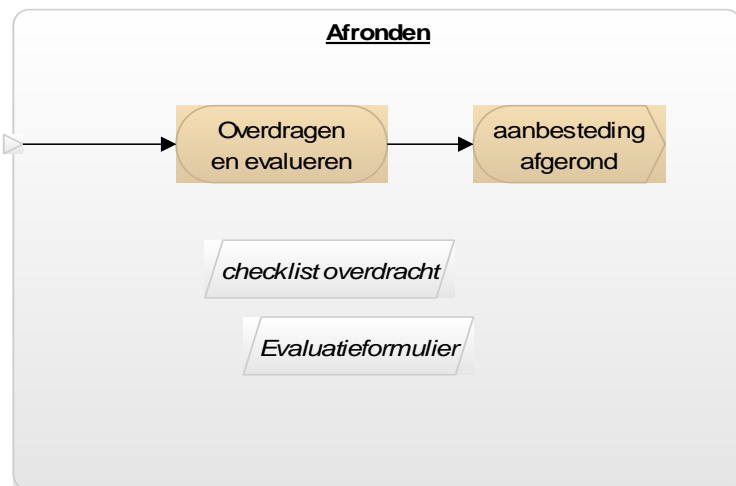 Afronden
Overdragen
en evalueren
aanbesteding
afgerond
checklist overdracht
Evaluatieformulier